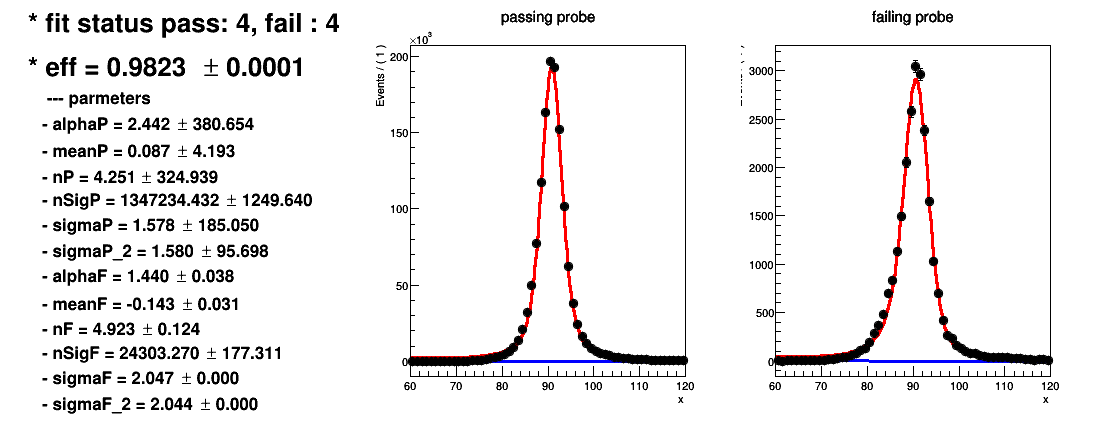 * fit status pass: 4, fail : 4
* eff = 0.9823 ± 0.0001
--- parmeters
- alphaP = 2.442 ± 380.654
- meanP = 0.087 ± 4.193
- nP = 4.251 ± 324.939
- nSigP = 1347234.432 ± 1249.640
- sigmaP = 1.578 ± 185.050
- sigmaP_2 = 1.580 ± 95.698
- alphaF = 1.440 ± 0.038
- meanF = -0.143 ± 0.031
- nF = 4.923 ± 0.124
- nSigF = 24303.270 ± 177.311
- sigmaF = 2.047 ± 0.000
- sigmaF_2 = 2.044 ± 0.000
passing probe
×10³
Events / ( 1 )
200
150
100
50
0
60 70 80 90 100 110 120
x
failing probe
3000
2500
2000
1500
1000
500
0
60 70 80 90 100 110 120
x